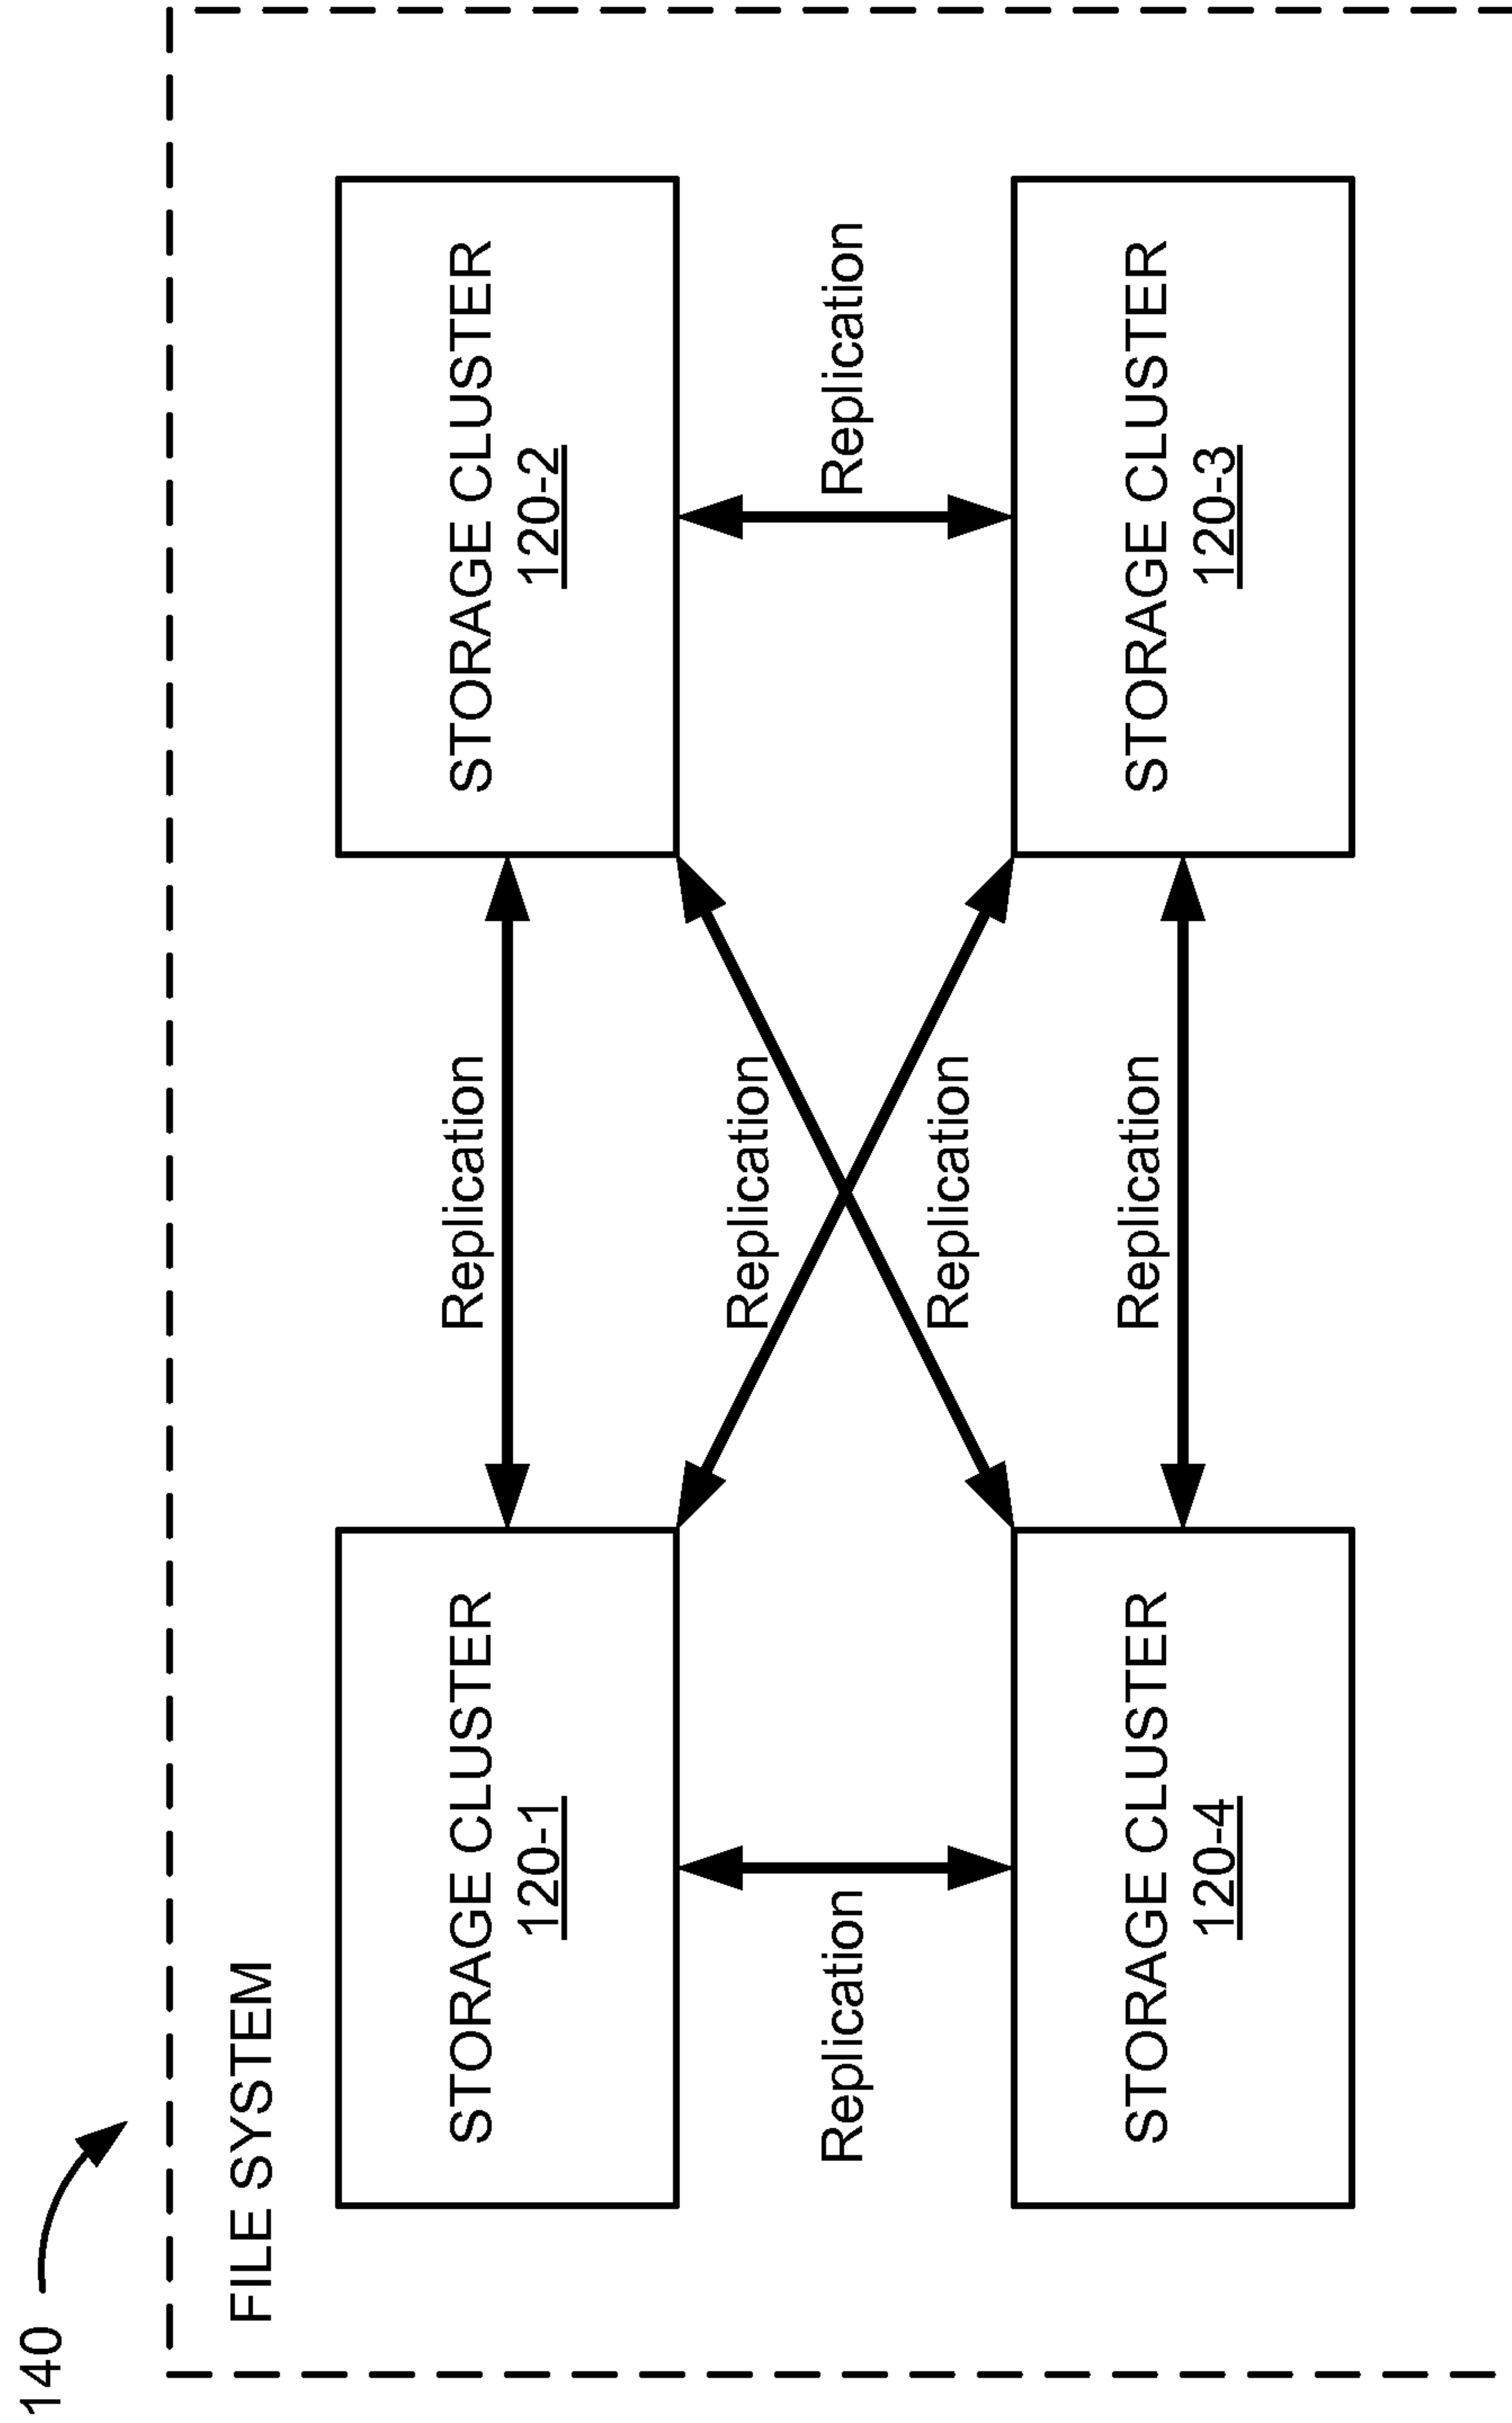 140
FILE SYSTEM
STORAGE CLUSTER
120-1
Replication
STORAGE CLUSTER
120-2
Replication
Replication
Replication
Replication
STORAGE CLUSTER
120-4
Replication
STORAGE CLUSTER
120-3